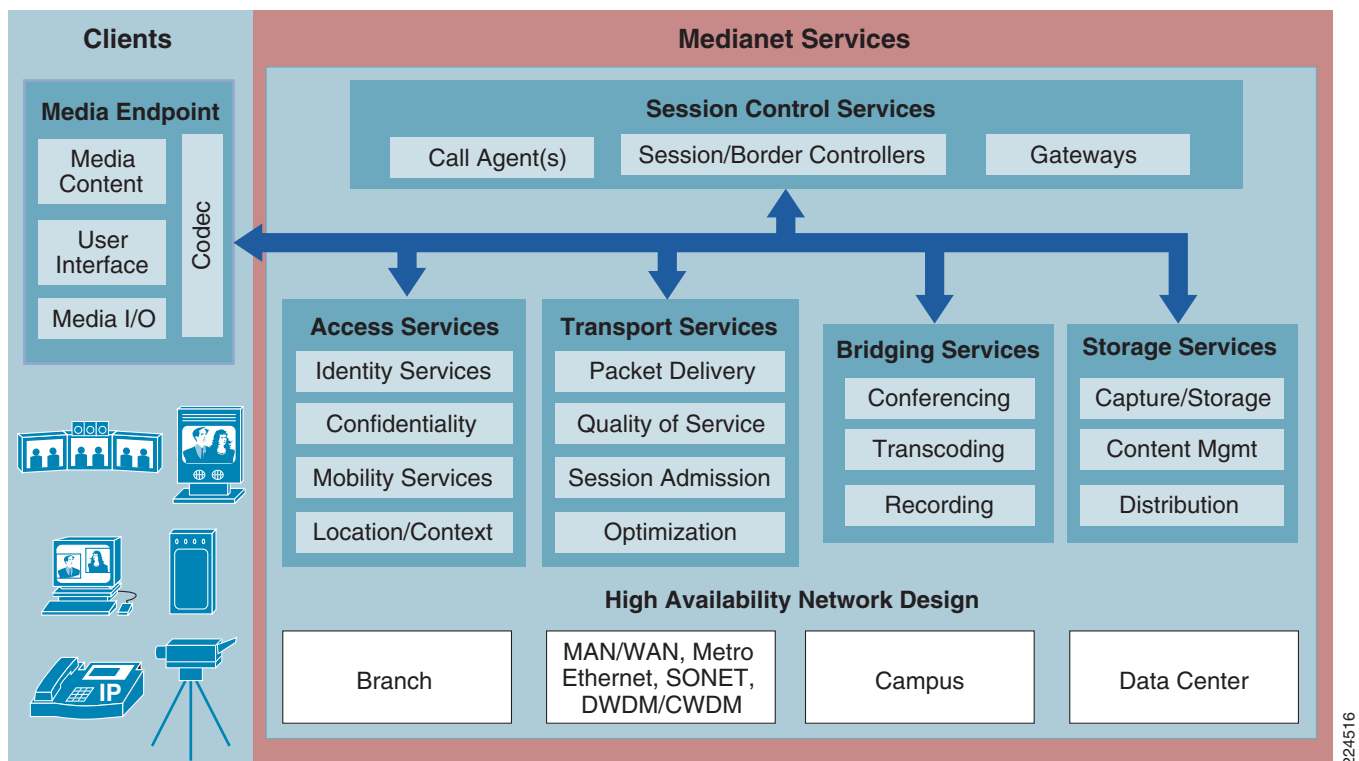 Clients
Medianet Services
Media Endpoint
Media
Content
User
Interface
Media I/O
Codec
Session Control Services
Call Agent(s)
Session/Border Controllers
Gateways
Access Services
Identity Services
Confidentiality
Mobility Services
Location/Context
Transport Services
Packet Delivery
Quality of Service
Session Admission
Optimization
Bridging Services
Conferencing
Transcoding
Recording
Storage Services
Capture/Storage
Content Mgmt
Distribution
IP
High Availability Network Design
Branch
MAN/WAN, Metro
Ethernet, SONET,
DWDM/CWDM
Campus
Data Center
224516